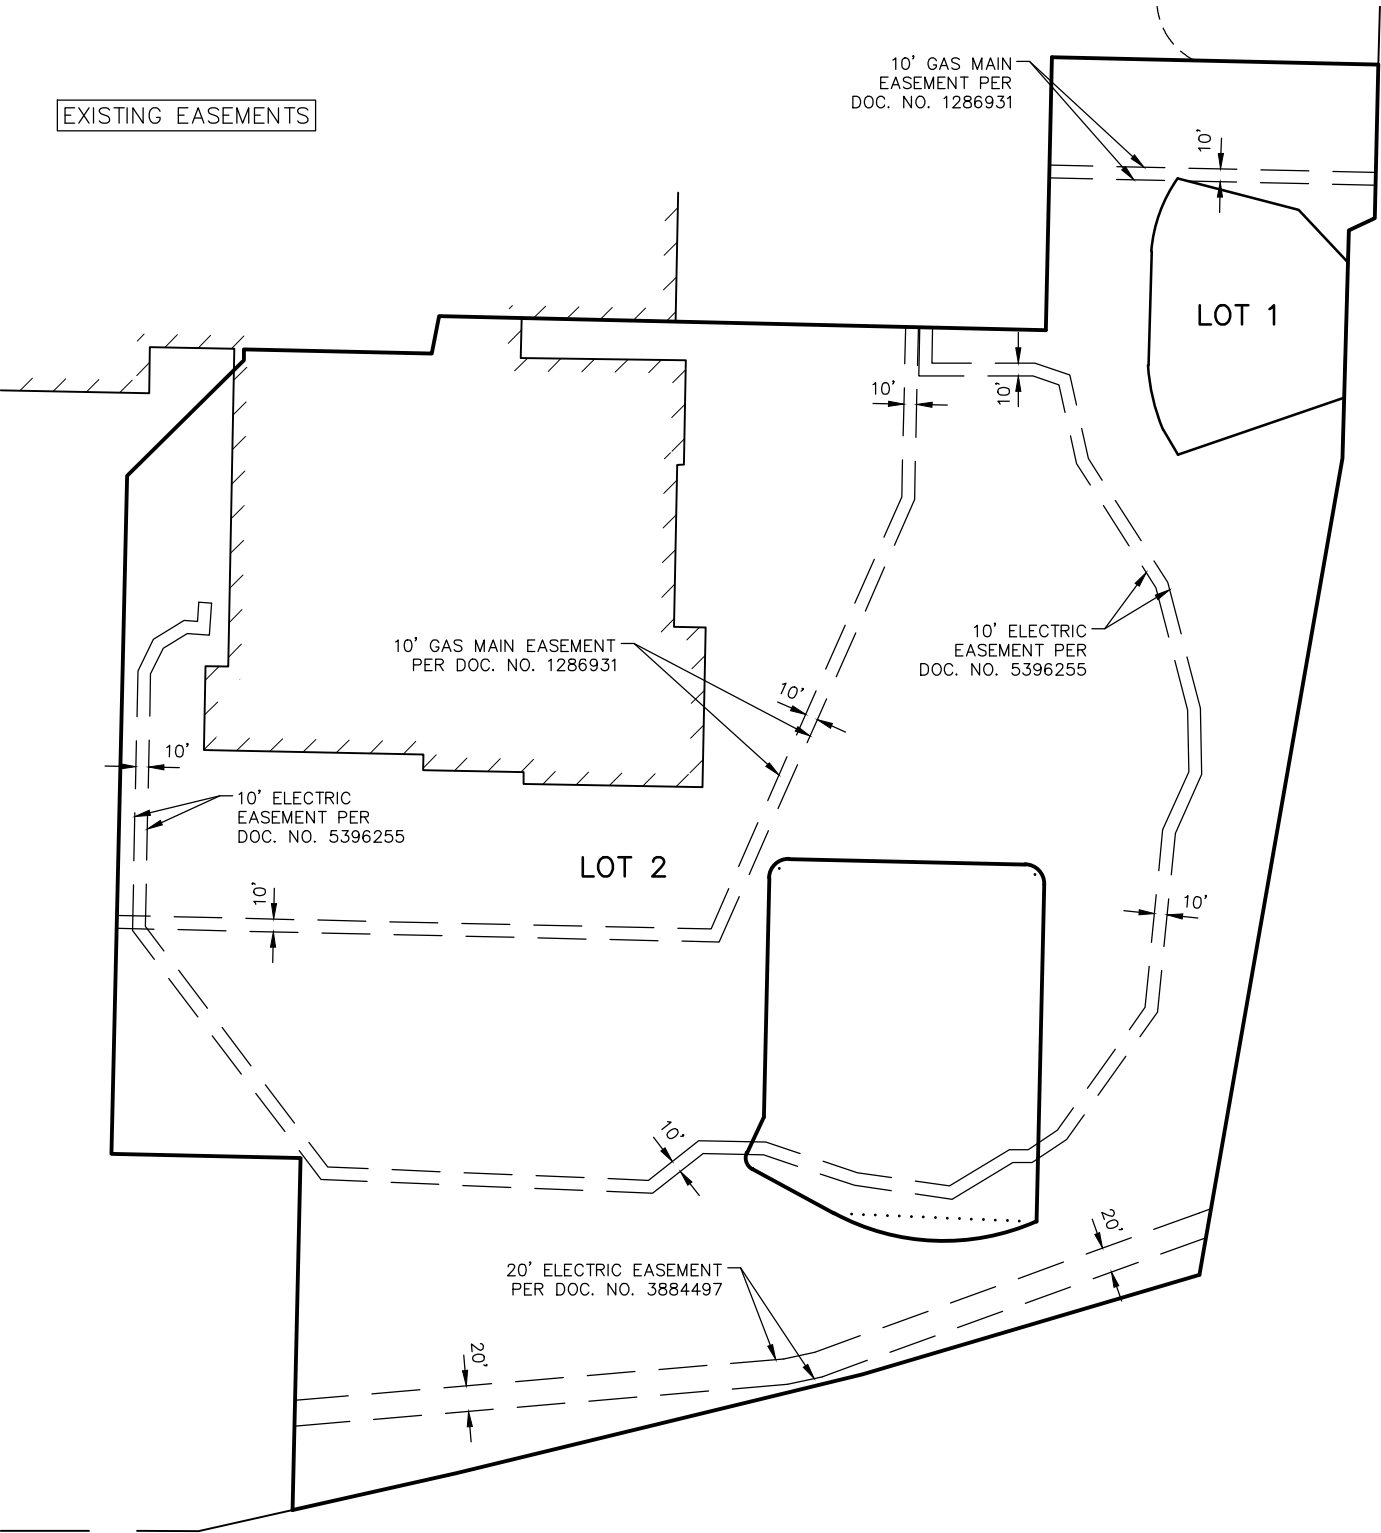 10' GAS MAIN
EASEMENT PER
DOC. NO. 1286931
EXISTING EASEMENTS
10'
LOT 1
10'
10'
10' GAS MAIN EASEMENT
PER DOC. NO. 1286931
10' ELECTRIC
EASEMENT PER
DOC. NO. 5396255
10'
10'
10' ELECTRIC
EASEMENT PER
DOC. NO. 5396255
LOT 2
10'
10'
10'
20'
20' ELECTRIC EASEMENT
PER DOC. NO. 3884497
20'